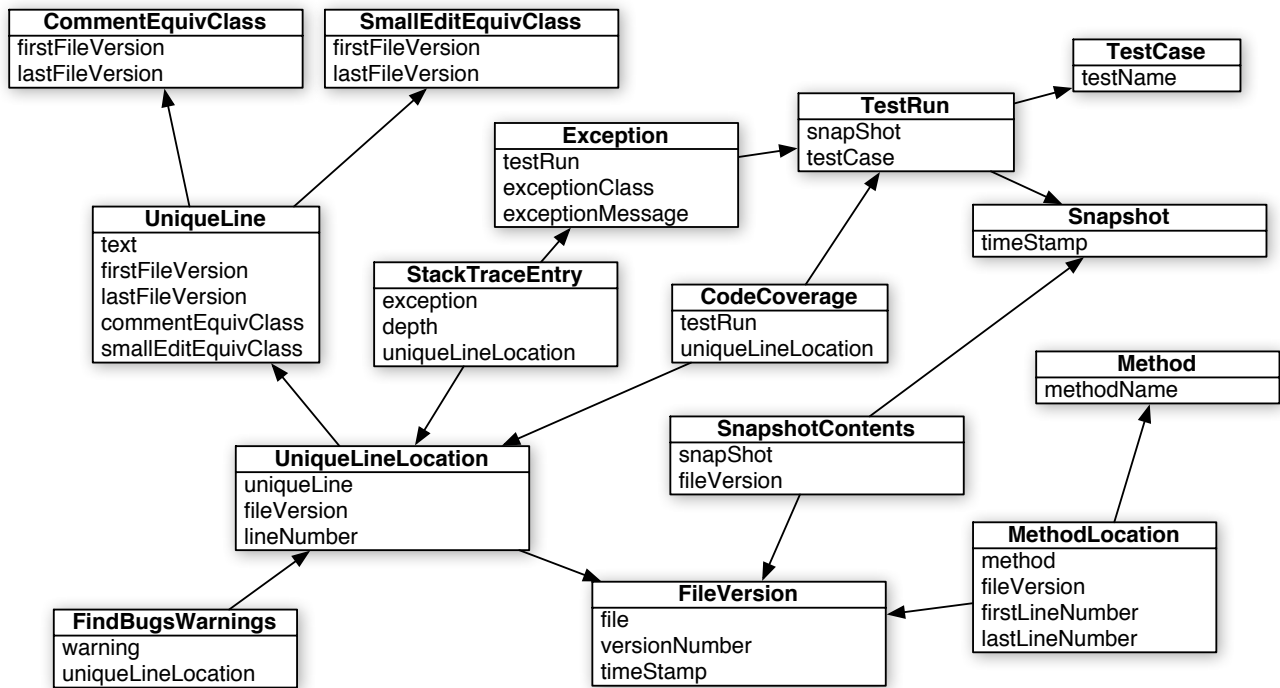 CommentEquivClass
firstFileVersion
lastFileVersion
SmallEditEquivClass
firstFileVersion
lastFileVersion
TestCase
testName
TestRun
snapShot
testCase
Exception
testRun
exceptionClass
exceptionMessage
UniqueLine
text
firstFileVersion
lastFileVersion
commentEquivClass
smallEditEquivClass
Snapshot
timeStamp
StackTraceEntry
exception
depth
uniqueLineLocation
CodeCoverage
testRun
uniqueLineLocation
Method
methodName
SnapshotContents
snapShot
fileVersion
UniqueLineLocation
uniqueLine
fileVersion
lineNumber
MethodLocation
method
fileVersion
firstLineNumber
lastLineNumber
FileVersion
file
versionNumber
timeStamp
FindBugsWarnings
warning
uniqueLineLocation